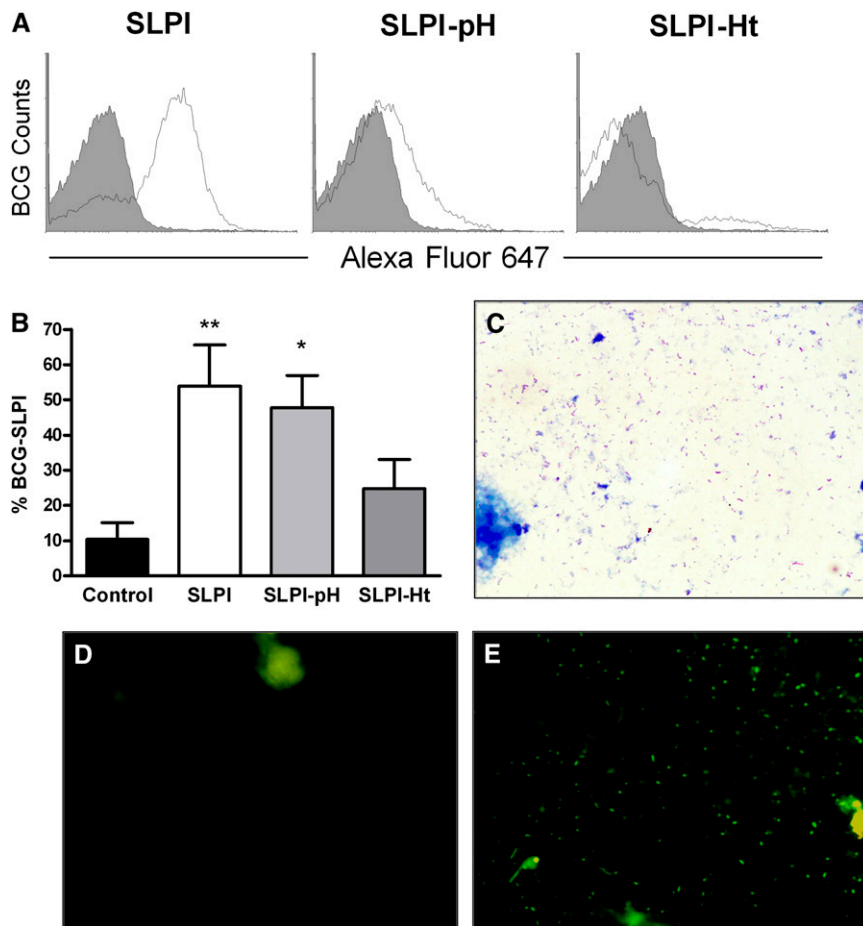 A
SLPI SLPI-pH SLPI-Ht
BCG Counts
Alexa Fluor 647
B
% BCG-SLPI
70
60
50
40
30
20
10
0
** *
Control SLPI SLPI-pH SLPI-Ht
C
D
E